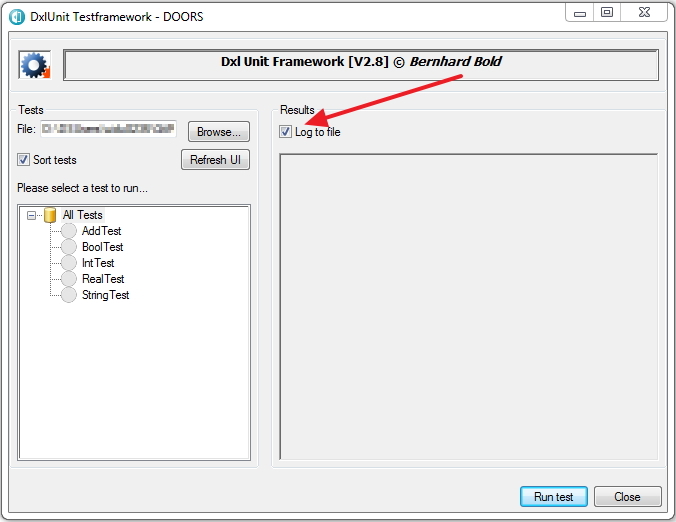 DxlUnit Testframework - DOORS
Dxl Unit Framework [V2.8] © Bernhard Bold
Tests
File:
Browse...
Sort tests
Refresh UI
Please select a test to run...
All Tests
AddTest
BoolTest
IntTest
RealTest
StringTest
Results
Log to file
Run test
Close